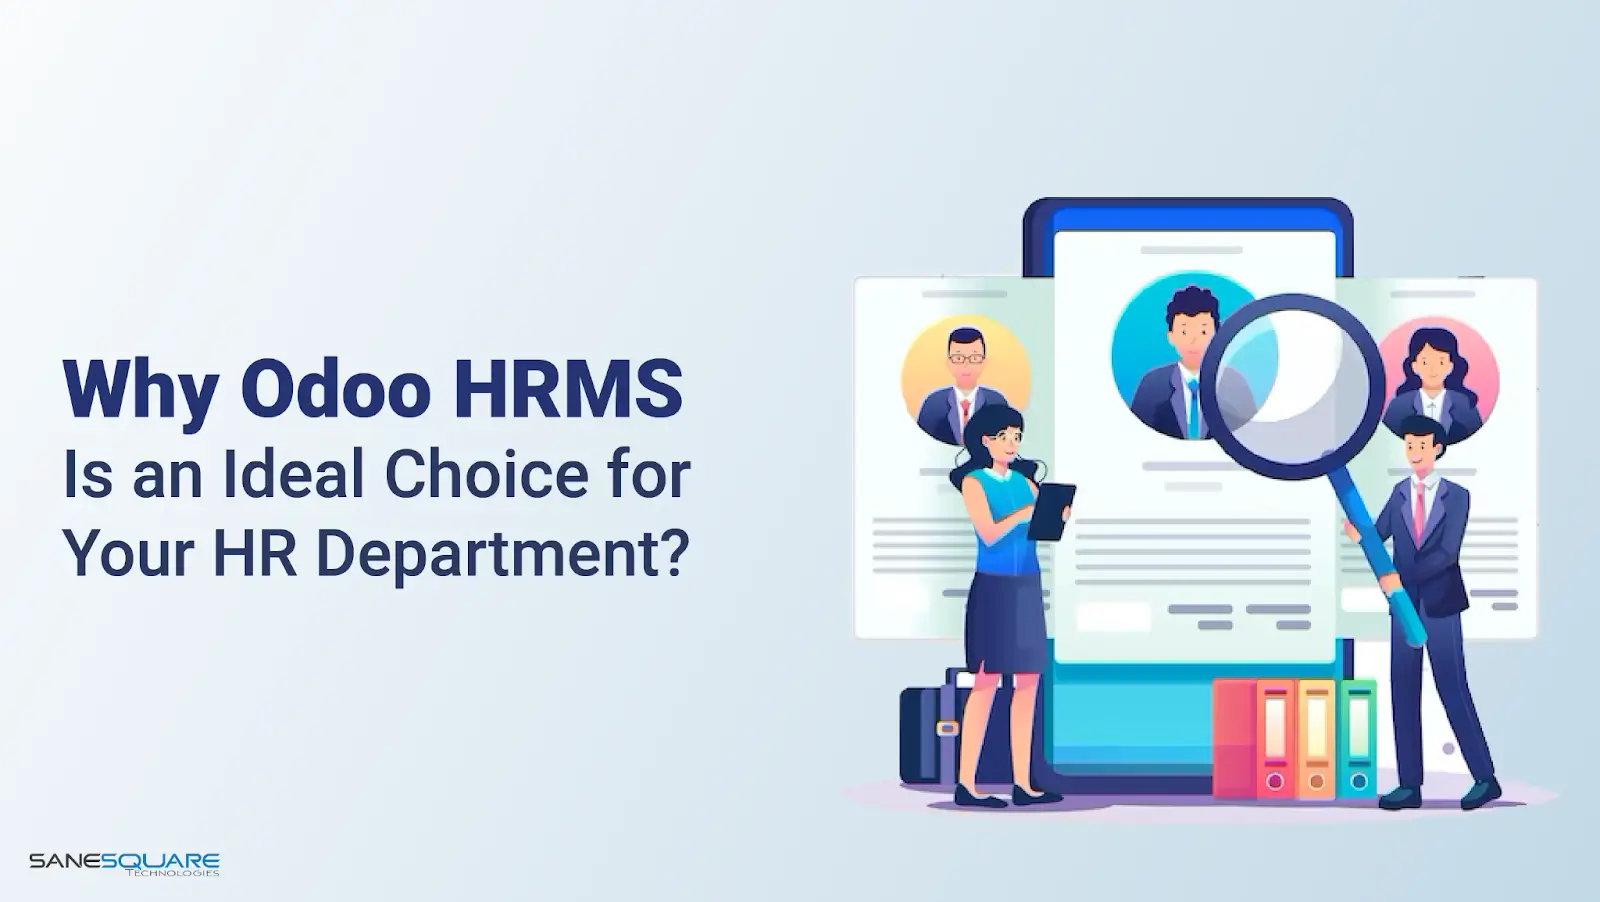 Why Odoo HRMS
Is an Ideal Choice for
Your HR Department?
SANESQUARE
TECHNOLOGIES